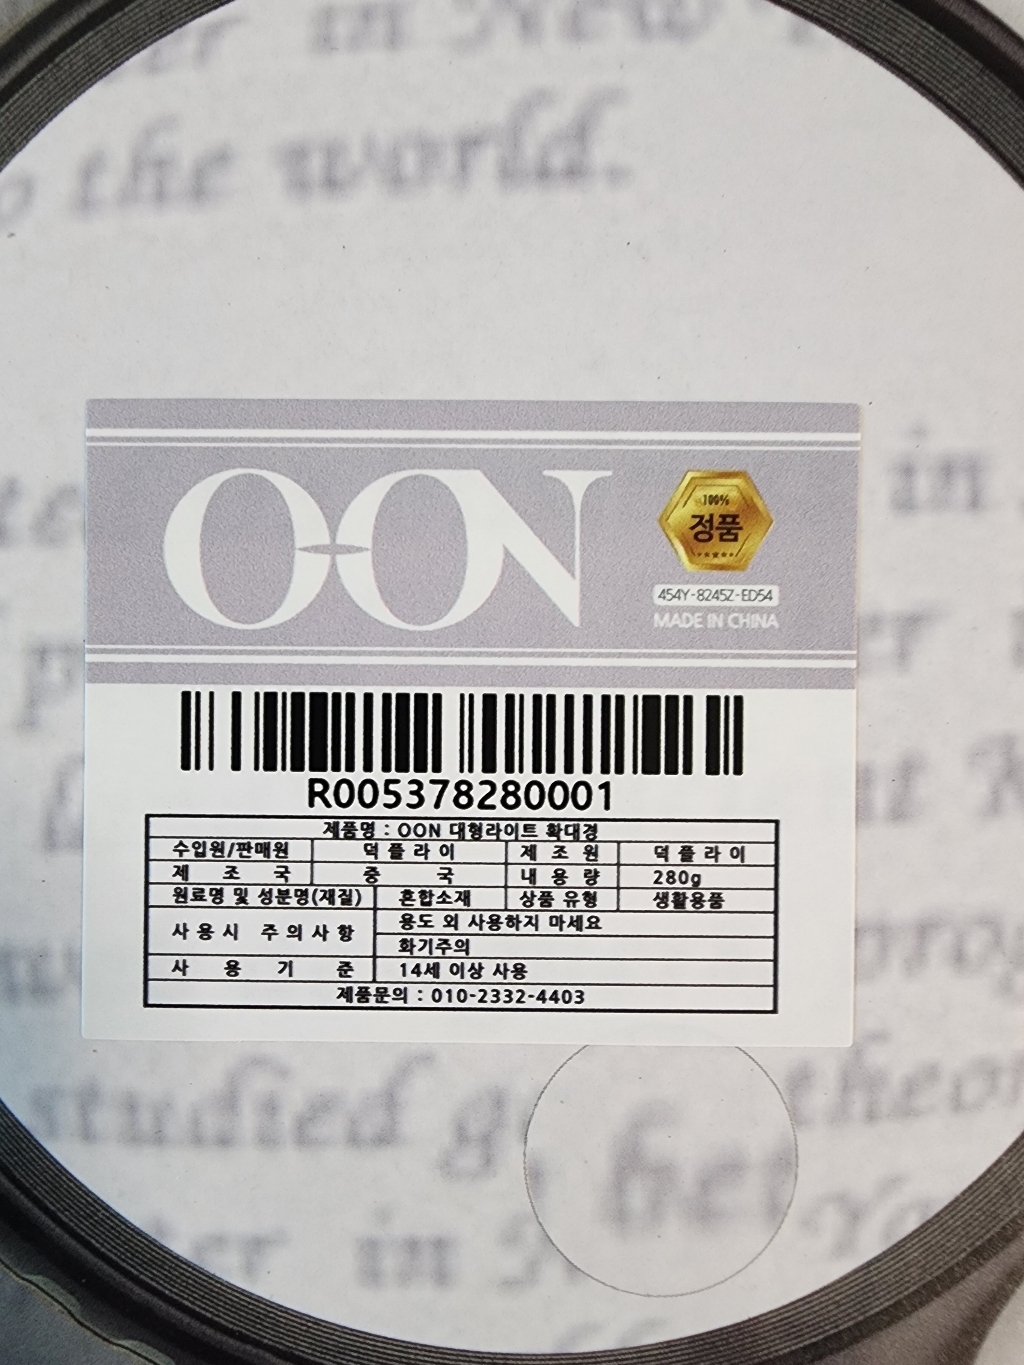 in New
to the world.
in
OON
100%
정품
454Y-8245Z-ED54
MADE IN CHINA
R005378280001
제품명 : OON 대형라이트 확대경
수입원/판매원 덕플라이 제조원 덕플라이
제조국 중국 내용량 280g
원료명 및 성분명(재질) 혼합소재 상품 유형 생활용품
사용시 주의사항 용도 외 사용하지 마세요
화기주의
사용기준 14세 이상 사용
제품문의 : 010-2332-4403
studied
in